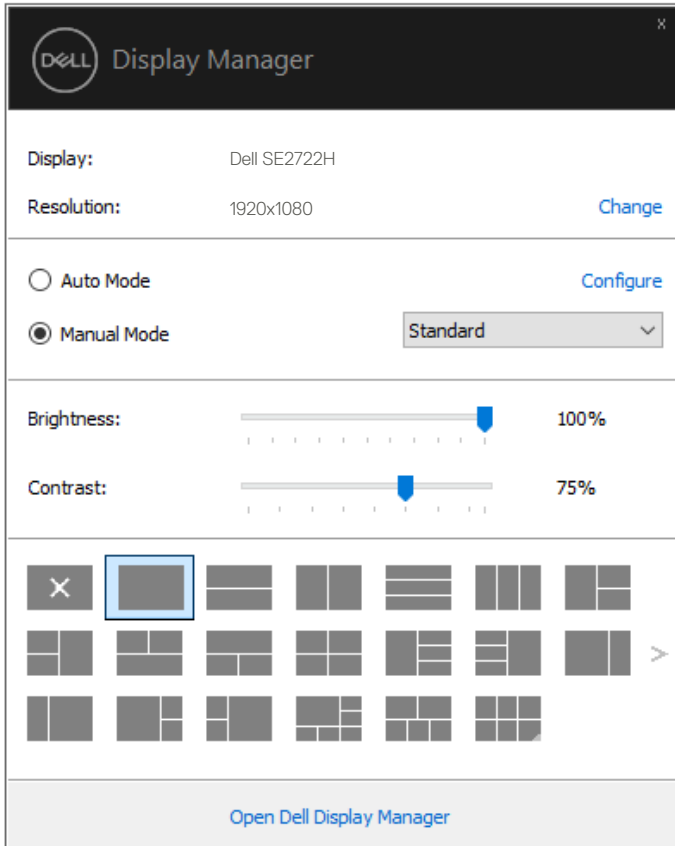 x
DELL Display Manager
Display: Dell SE2722H
Resolution: 1920x1080 Change
Auto Mode Configure
Manual Mode Standard
Brightness: 100%
Contrast: 75%
Open Dell Display Manager